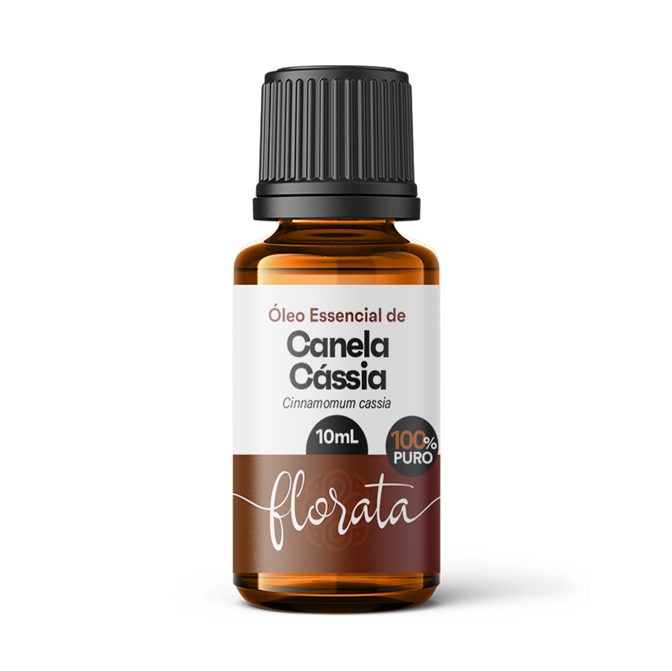 Óleo Essencial de
Canela
Cássia
Cinnamomum cassia
10mL
100%
PURO
florata